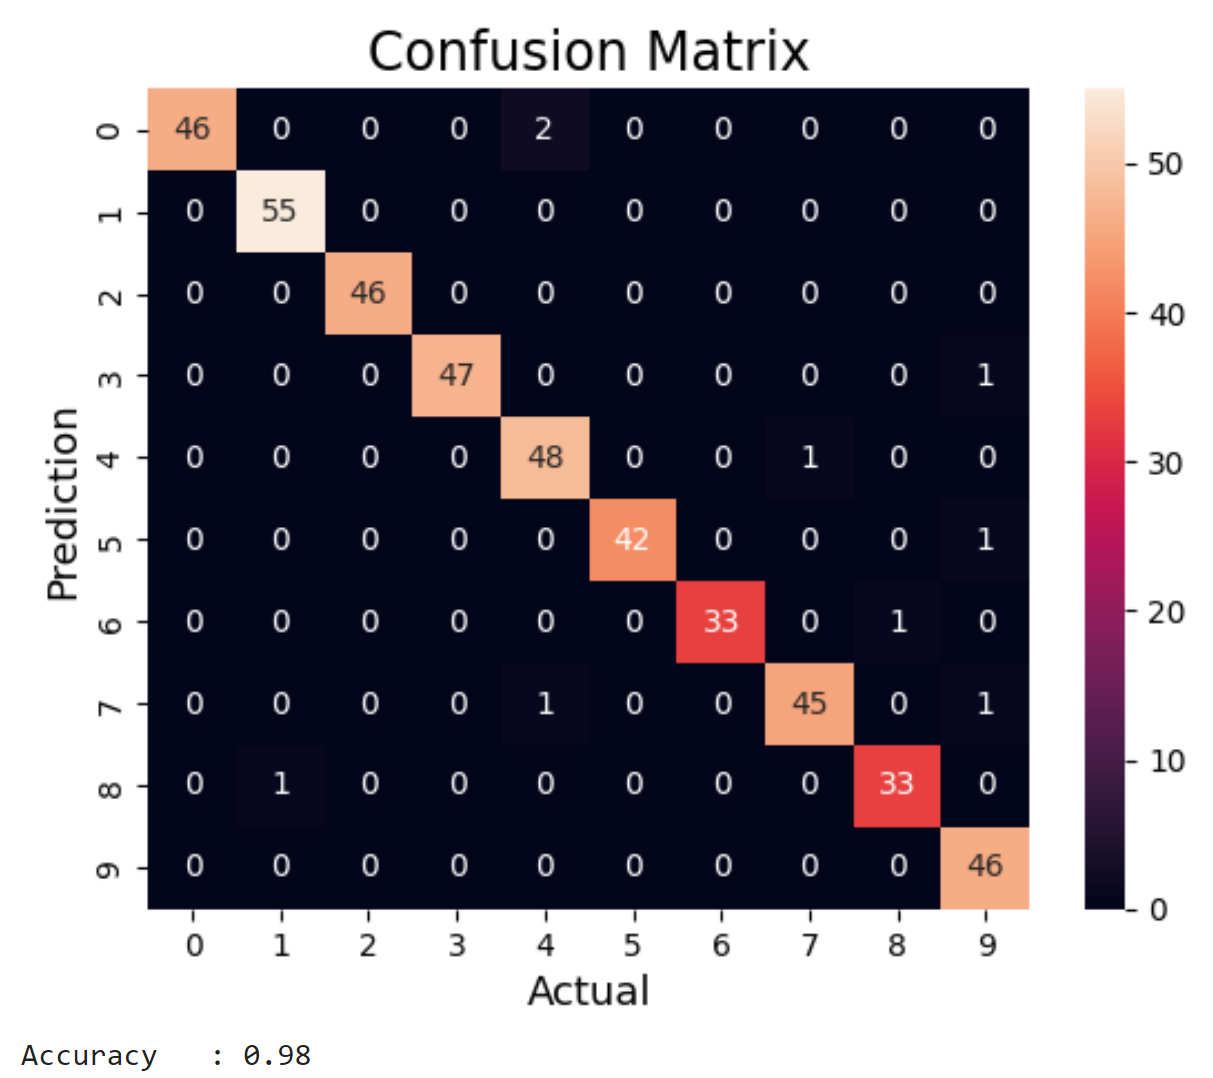 Confusion Matrix
0 46 0 0 0 2 0 0 0 0 0
1 0 55 0 0 0 0 0 0 0 0
2 0 0 46 0 0 0 0 0 0 0
3 0 0 0 47 0 0 0 0 0 1
4 0 0 0 0 48 0 0 1 0 0
5 0 0 0 0 0 42 0 0 0 1
6 0 0 0 0 0 0 33 0 1 0
7 0 0 0 0 1 0 0 45 0 1
8 0 1 0 0 0 0 0 0 33 0
9 0 0 0 0 0 0 0 0 0 46
0 1 2 3 4 5 6 7 8 9
Prediction
Actual
50
40
30
20
10
0
Accuracy : 0.98